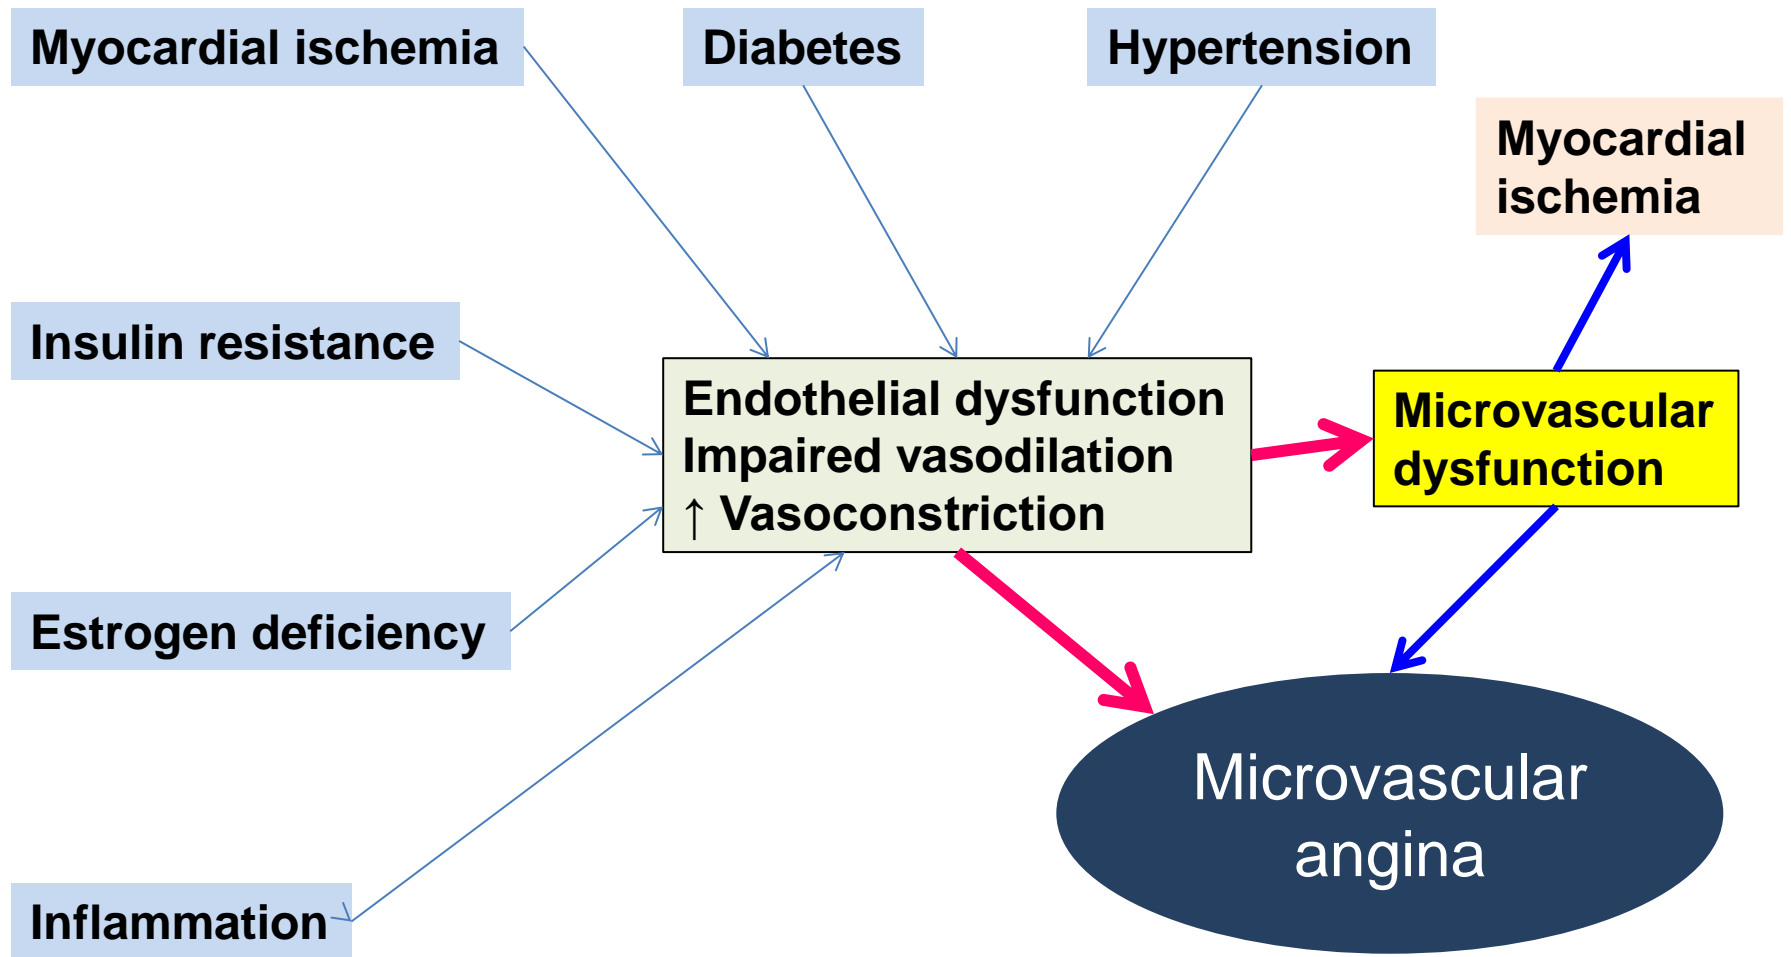 Myocardial ischemia
Diabetes
Hypertension
Myocardial
ischemia
Insulin resistance
Endothelial dysfunction
Impaired vasodilation
↑ Vasoconstriction
Microvascular
dysfunction
Estrogen deficiency
Microvascular
angina
Inflammation